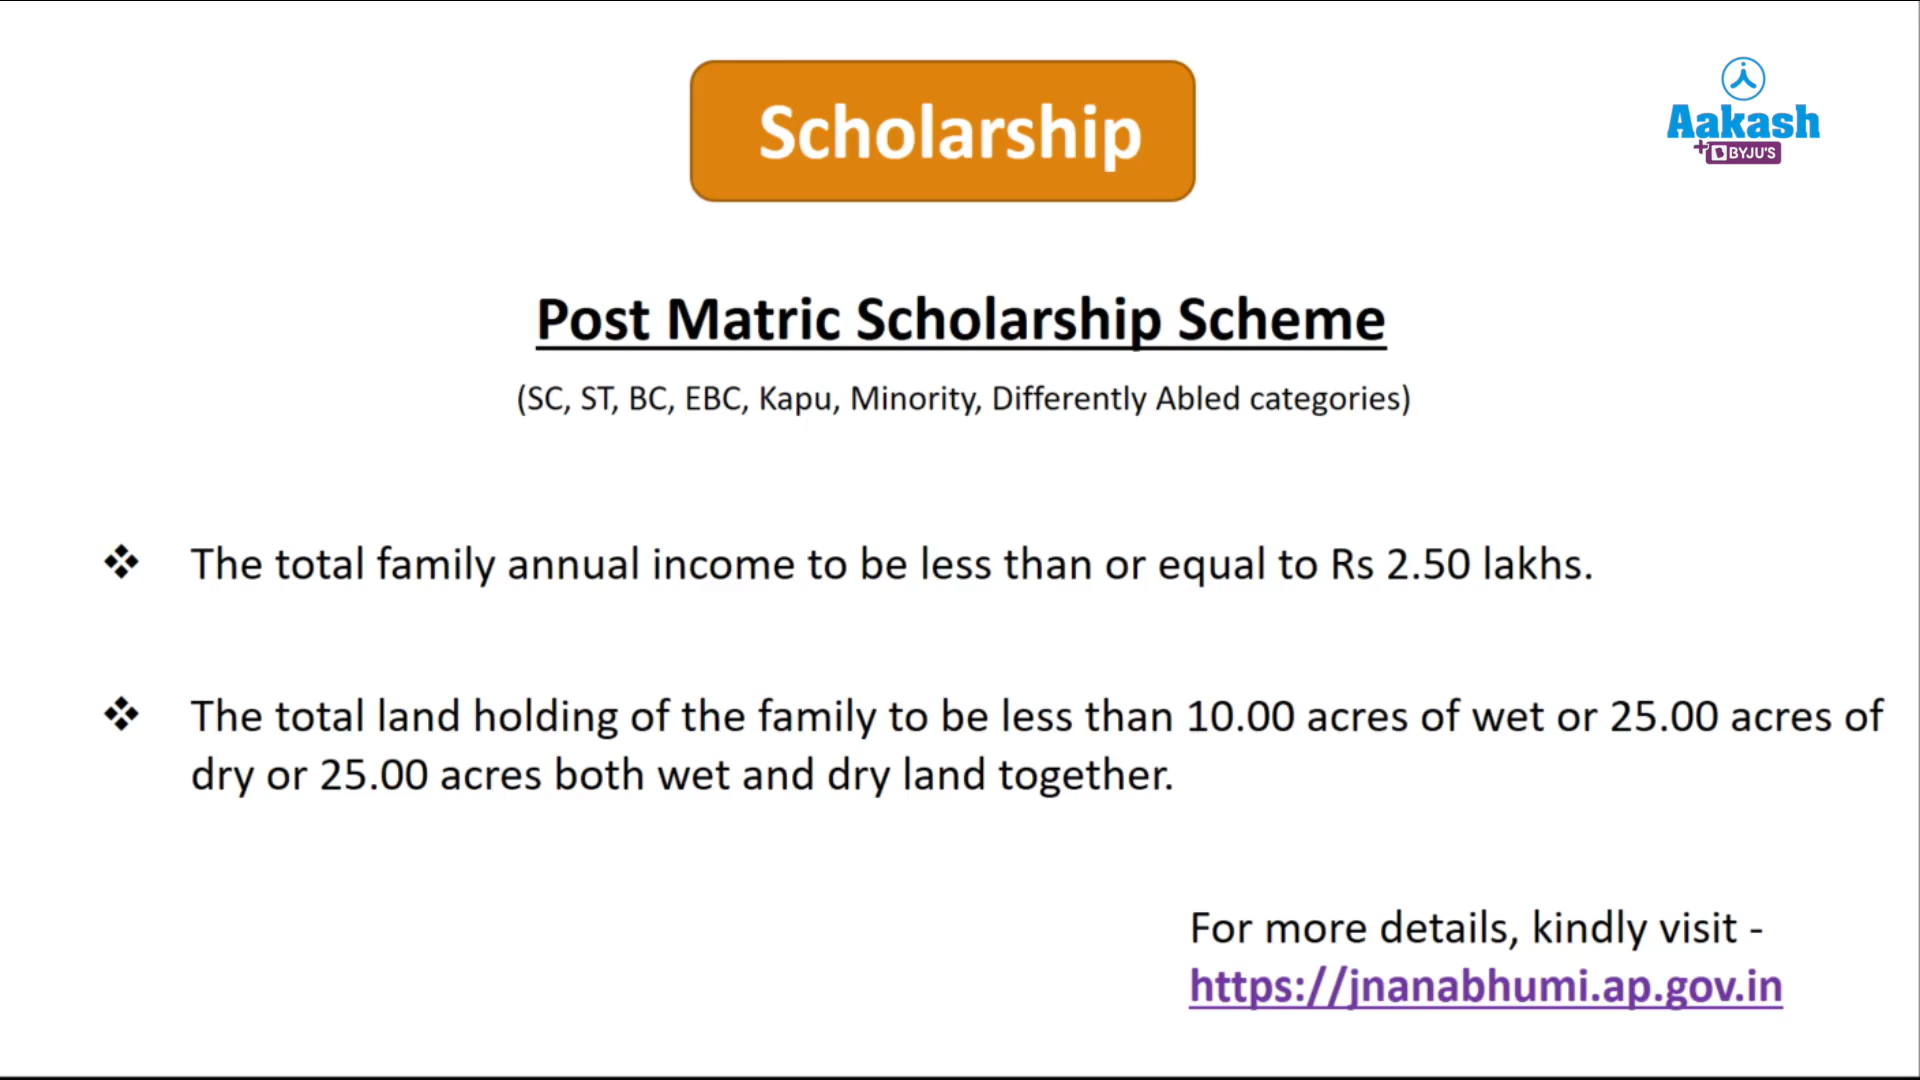 Scholarship
Aakash
BYJU'S
Post Matric Scholarship Scheme
(SC, ST, BC, EBC, Kapu, Minority, Differently Abled categories)
❖ The total family annual income to be less than or equal to Rs 2.50 lakhs.
❖ The total land holding of the family to be less than 10.00 acres of wet or 25.00 acres of
dry or 25.00 acres both wet and dry land together.
For more details, kindly visit -
https://jnanabhumi.ap.gov.in